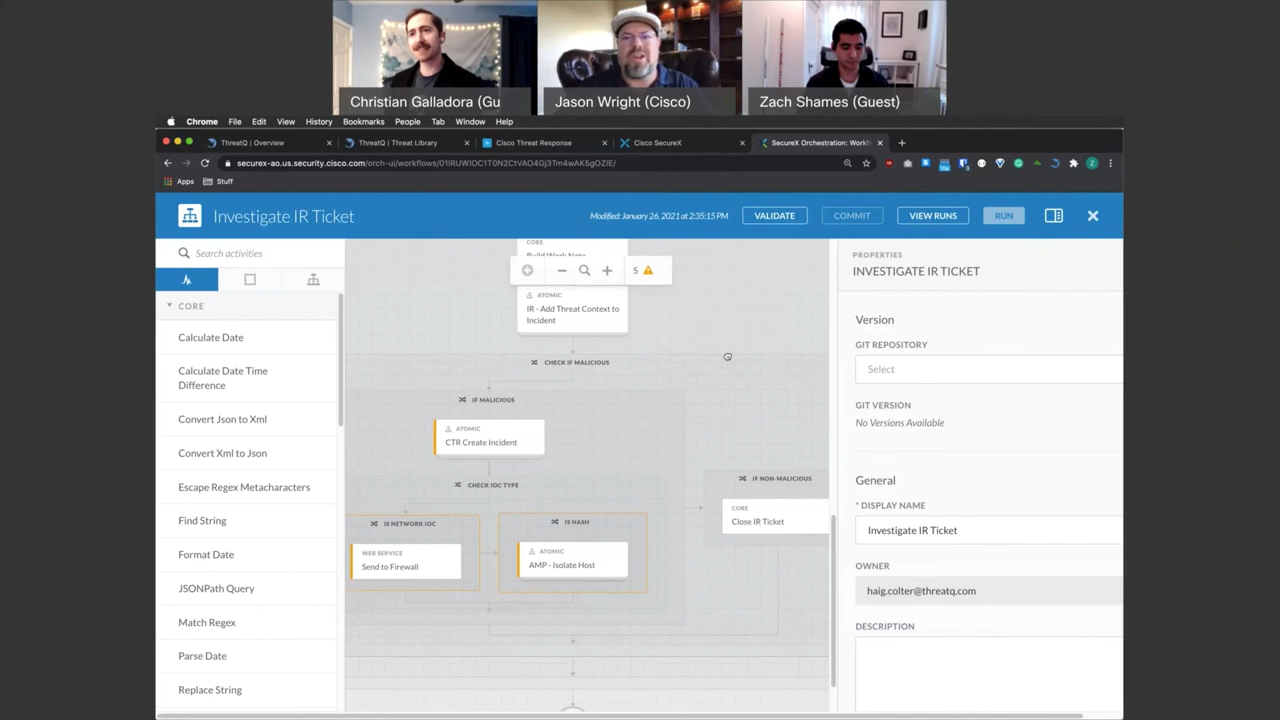 Christian Galladora (Gu
Jason Wright (Cisco)
Zach Shames (Guest)
Chrome File Edit View History Bookmarks People Tab Window Help
ThreatQ | Overview
ThreatQ | Threat Library
Cisco Threat Response
Cisco SecureX
SecureX Orchestration: Workf
securex-ao.us.security.cisco.com/orch-ui/workflows/01IRUWIOC1T0N2CtVAO4Gj3Tm4wAK5gOZIE/
Apps Stuff
Investigate IR Ticket
Modified: January 26, 2021 at 2:35:15 PM
VALIDATE
COMMIT
VIEW RUNS
RUN
Search activities
CORE
Calculate Date
Calculate Date Time
Difference
Convert Json to Xml
Convert Xml to Json
Escape Regex Metacharacters
Find String
Format Date
JSONPath Query
Match Regex
Parse Date
Replace String
CORE
Build Work Note
5
ATOMIC
IR - Add Threat Context to
Incident
CHECK IF MALICIOUS
IF MALICIOUS
ATOMIC
CTR Create Incident
CHECK IOC TYPE
IS NETWORK IOC
WEB SERVICE
Send to Firewall
IS HASH
ATOMIC
AMP - Isolate Host
IF NON-MALICIOUS
CORE
Close IR Ticket
PROPERTIES
INVESTIGATE IR TICKET
Version
GIT REPOSITORY
Select
GIT VERSION
No Versions Available
General
* DISPLAY NAME
Investigate IR Ticket
OWNER
haig.colter@threatq.com
DESCRIPTION